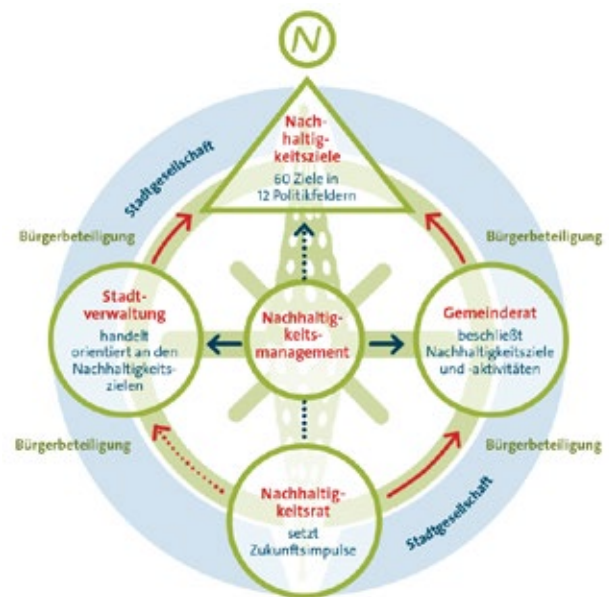 N
Nach-
haltig-
keitsziele
60 Ziele in
12 Politikfeldern
Stadtgesellschaft
Bürgerbeteiligung
Bürgerbeteiligung
Stadt-
verwaltung
handelt
orientiert an den
Nachhaltigkeits-
zielen
Nachhaltig-
keits-
management
Gemeinderat
beschließt
Nachhaltigkeitsziele
und -aktivitäten
Bürgerbeteiligung
Bürgerbeteiligung
Nachhaltig-
keitsrat
setzt
Zukunftsimpulse
Stadtgesellschaft